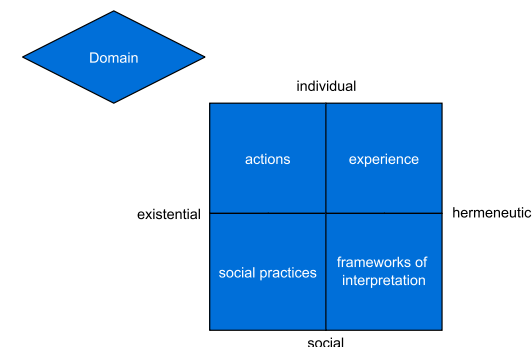 Domain
individual
actions
experience
existential
hermeneutic
social practices
frameworks of
interpretation
social